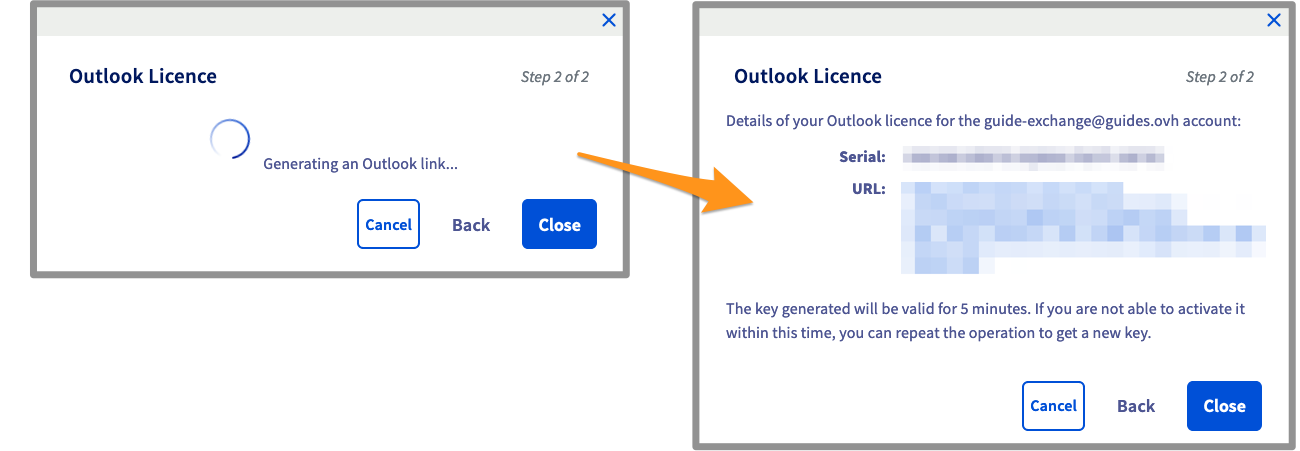 Outlook Licence
Step 2 of 2
Generating an Outlook link...
Cancel
Back
Close
Outlook Licence
Step 2 of 2
Details of your Outlook licence for the guide-exchange@guides.ovh account:
Serial:
URL:
The key generated will be valid for 5 minutes. If you are not able to activate it
within this time, you can repeat the operation to get a new key.
Cancel
Back
Close